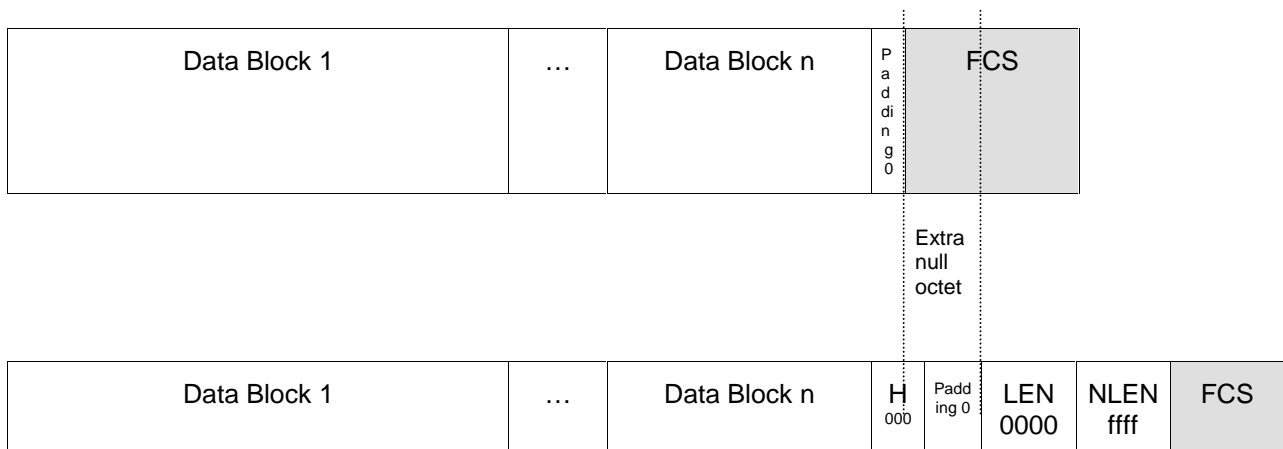 Data Block 1 … Data Block n P FCS
a
d
di
n
g
0
Extra
null
octet
Data Block 1 … Data Block n H Padd LEN NLEN FCS
000 ing 0 0000 ffff